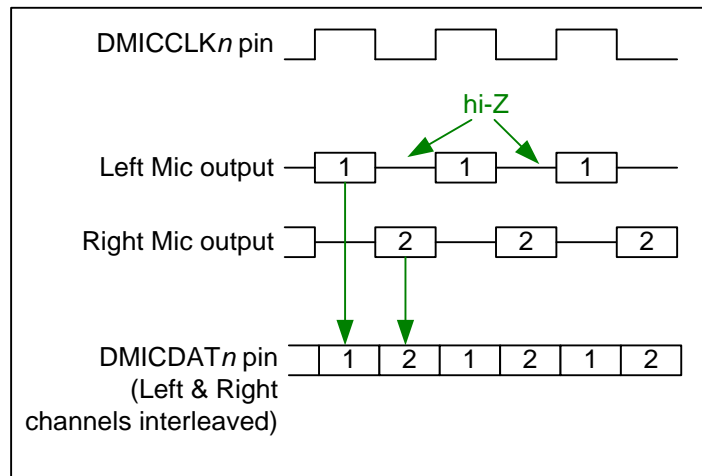 DMICCLKn pin
hi-Z
Left Mic output 1 1 1
Right Mic output 2 2 2
DMICDATn pin 1 2 1 2 1 2
(Left & Right
channels interleaved)